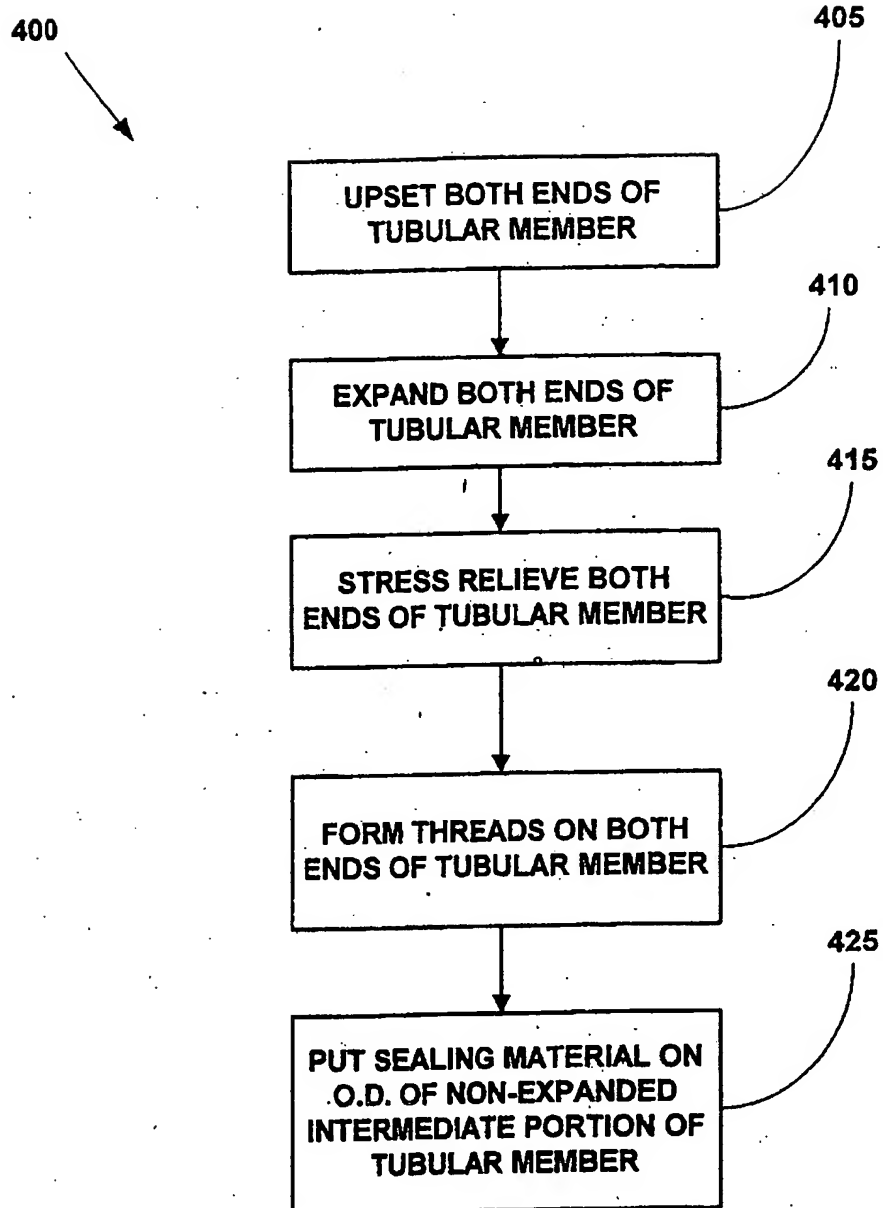 400
405
UPSET BOTH ENDS OF
TUBULAR MEMBER
410
EXPAND BOTH ENDS OF
TUBULAR MEMBER
415
STRESS RELIEVE BOTH
ENDS OF TUBULAR MEMBER
420
FORM THREADS ON BOTH
ENDS OF TUBULAR MEMBER
425
PUT SEALING MATERIAL ON
O.D. OF NON-EXPANDED
INTERMEDIATE PORTION OF
TUBULAR MEMBER